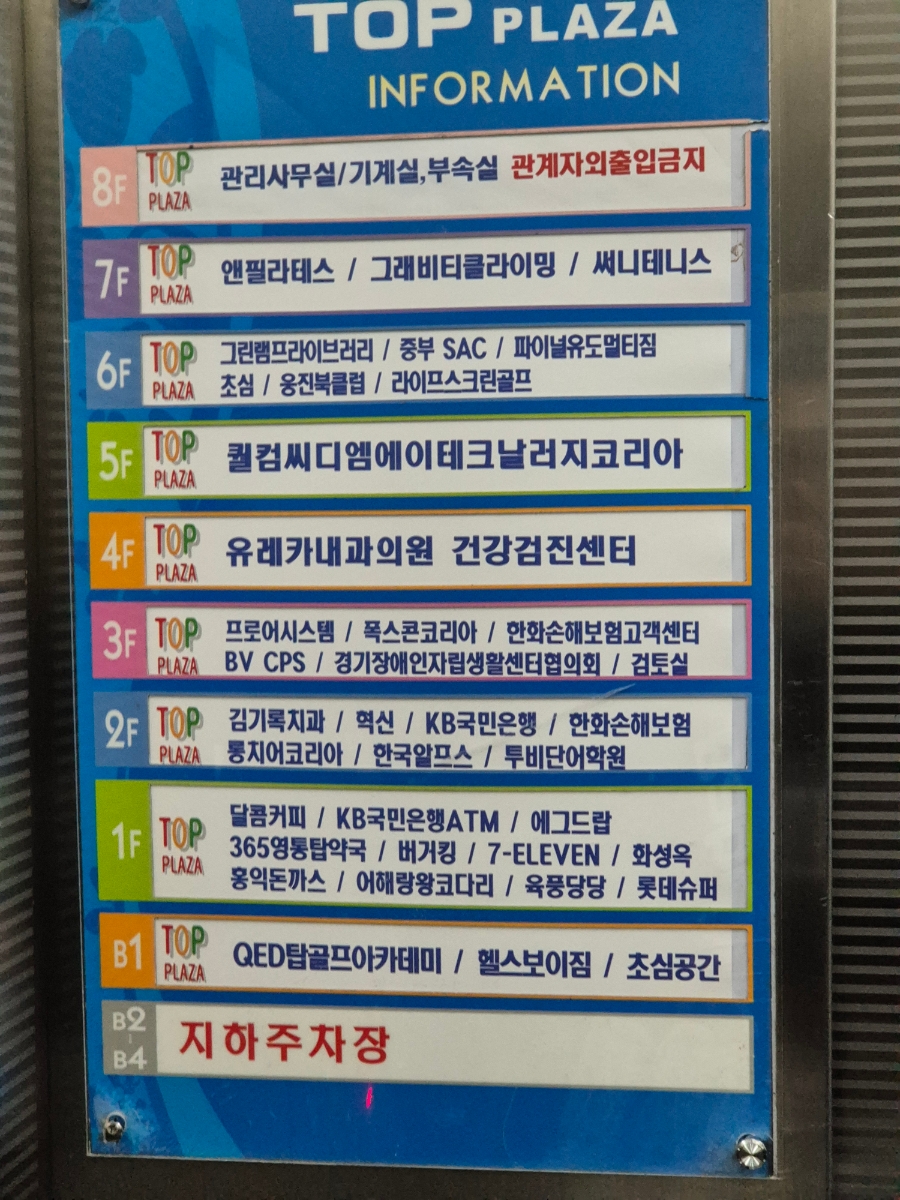 TOP PLAZA
INFORMATION
8F TOP PLAZA 관리사무실/기계실,부속실 관계자외출입금지
7F TOP PLAZA 앤필라테스 / 그래비티클라이밍 / 써니테니스
6F TOP PLAZA 그린램프라이브러리 / 중부 SAC / 파이널유도멀티짐
초심 / 웅진북클럽 / 라이프스크린골프
5F TOP PLAZA 퀄컴씨디엠에이테크날러지코리아
4F TOP PLAZA 유레카내과의원 건강검진센터
3F TOP PLAZA 프로어시스템 / 폭스콘코리아 / 한화손해보험고객센터
BV CPS / 경기장애인자립생활센터협의회 / 검토실
2F TOP PLAZA 김기록치과 / 혁신 / KB국민은행 / 한화손해보험
롱치어코리아 / 한국알프스 / 투비단어학원
1F TOP PLAZA 달콤커피 / KB국민은행ATM / 에그드랍
365영통탑약국 / 버거킹 / 7-ELEVEN / 화성옥
홍익돈까스 / 어해랑왕코다리 / 육풍당당 / 롯데슈퍼
B1 TOP PLAZA QED탑골프아카데미 / 헬스보이짐 / 초심공간
B2 ~ B4 지하주차장